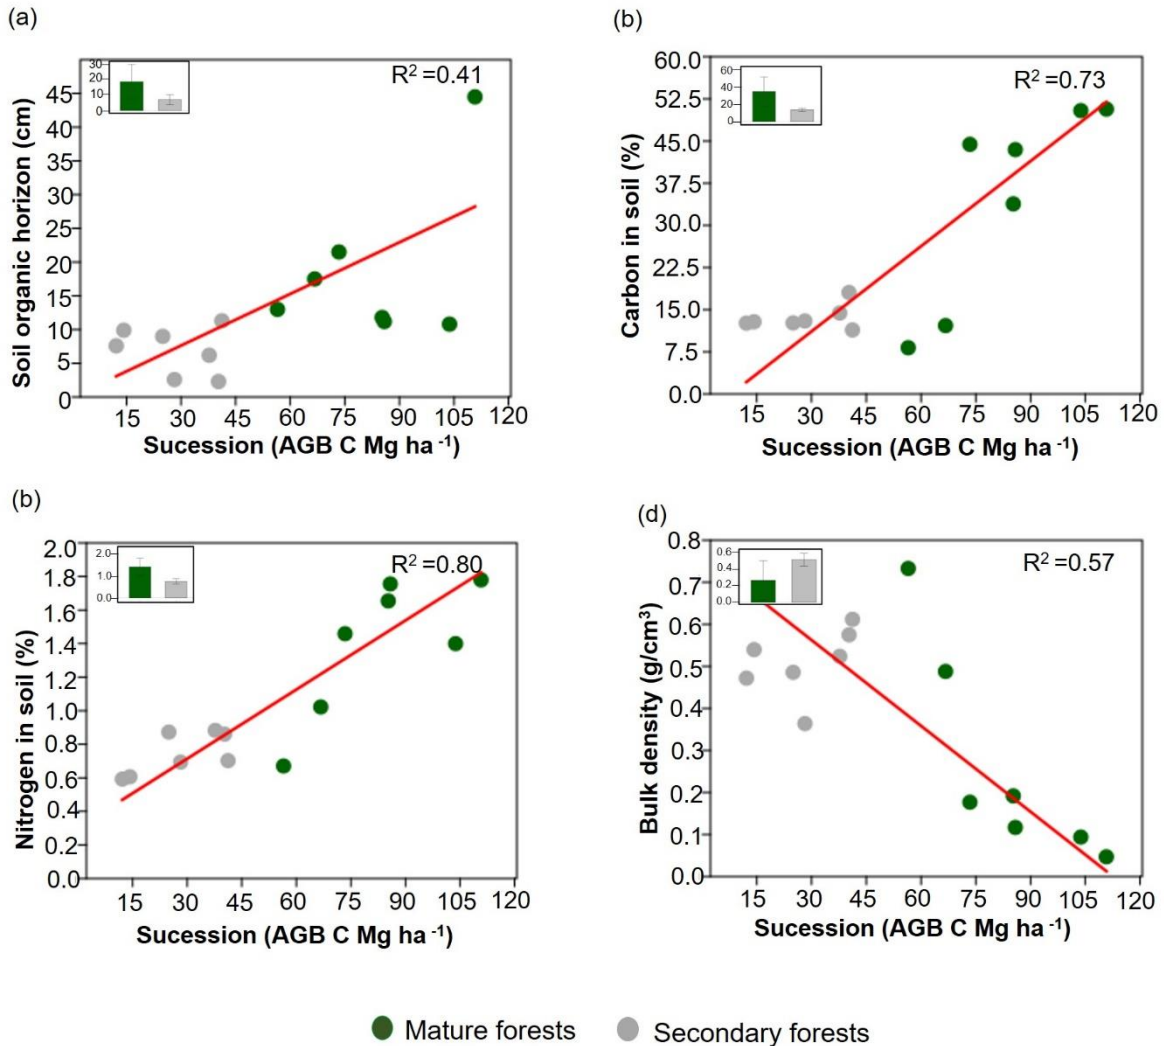 (a)
(b)
R² =0.41
R² =0.73
30
20
10
0
60
40
20
0
Soil organic horizon (cm)
45
40
35
30
25
20
15
10
5
0
Carbon in soil (%)
60.0
52.5
45.0
37.5
30.0
22.5
15.0
7.5
0.0
15 30 45 60 75 90 105 120
15 30 45 60 75 90 105 120
Sucession (AGB C Mg ha⁻¹)
Sucession (AGB C Mg ha⁻¹)
(b)
(d)
R² =0.80
R² =0.57
2.0
1.0
0.0
0.6
0.4
0.2
0.0
Nitrogen in soil (%)
2.0
1.8
1.6
1.4
1.2
1.0
0.8
0.6
0.4
0.2
0.0
Bulk density (g/cm³)
0.8
0.7
0.6
0.5
0.4
0.3
0.2
0.1
0.0
15 30 45 60 75 90 105 120
15 30 45 60 75 90 105 120
Sucession (AGB C Mg ha⁻¹)
Sucession (AGB C Mg ha⁻¹)
Mature forests
Secondary forests